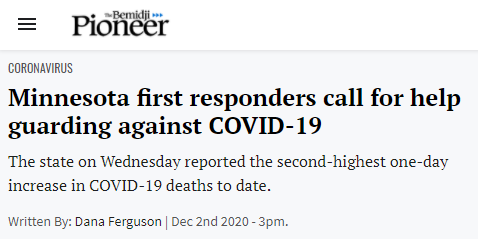 The Bemidji
Pioneer
CORONAVIRUS
Minnesota first responders call for help
guarding against COVID-19
The state on Wednesday reported the second-highest one-day
increase in COVID-19 deaths to date.
Written By: Dana Ferguson | Dec 2nd 2020 - 3pm.